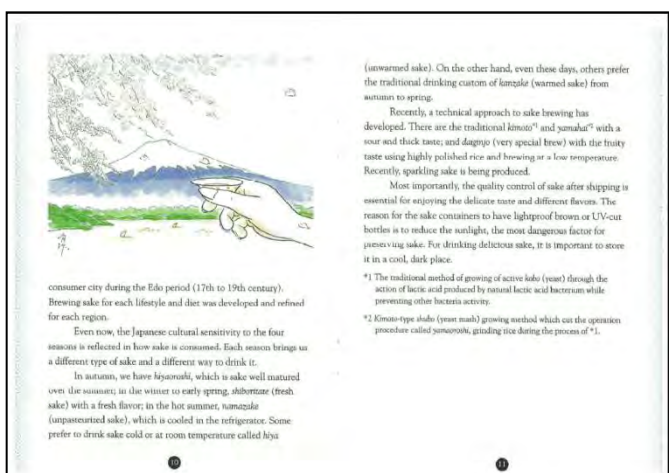 consumer city during the Edo period (17th to 19th century).
Brewing sake for each lifestyle and diet was developed and refined
for each region.
Even now, the Japanese cultural sensitivity to the four
seasons is reflected in how sake is consumed. Each season brings us
a different type of sake and a different way to drink it.
In autumn, we have hiyaoroshi, which is sake well matured
over the summer; in the winter to early spring, shiboritate (fresh
sake) with a fresh flavor; in the hot summer, namazake
(unpasteurized sake), which is cooled in the refrigerator. Some
prefer to drink sake cold or at room temperature called hiya
10
(unwarmed sake). On the other hand, even these days, others prefer
the traditional drinking custom of kanzake (warmed sake) from
autumn to spring.
Recently, a technical approach to sake brewing has
developed. There are the traditional kimoto*1 and yamahai*2 with a
sour and thick taste; and daiginjo (very special brew) with the fruity
taste using highly polished rice and brewing at a low temperature.
Recently, sparkling sake is being produced.
Most importantly, the quality control of sake after shipping is
essential for enjoying the delicate taste and different flavors. The
reason for the sake containers to have lightproof brown or UV-cut
bottles is to reduce the sunlight, the most dangerous factor for
preserving sake. For drinking delicious sake, it is important to store
it in a cool, dark place.
*1 The traditional method of growing of active kobo (yeast) through the
action of lactic acid produced by natural lactic acid bacterium while
preventing other bacteria activity.
*2 Kimoto-type shubo (yeast mash) growing method which cut the operation
procedure called yamaoroshi, grinding rice during the process of *1.
11